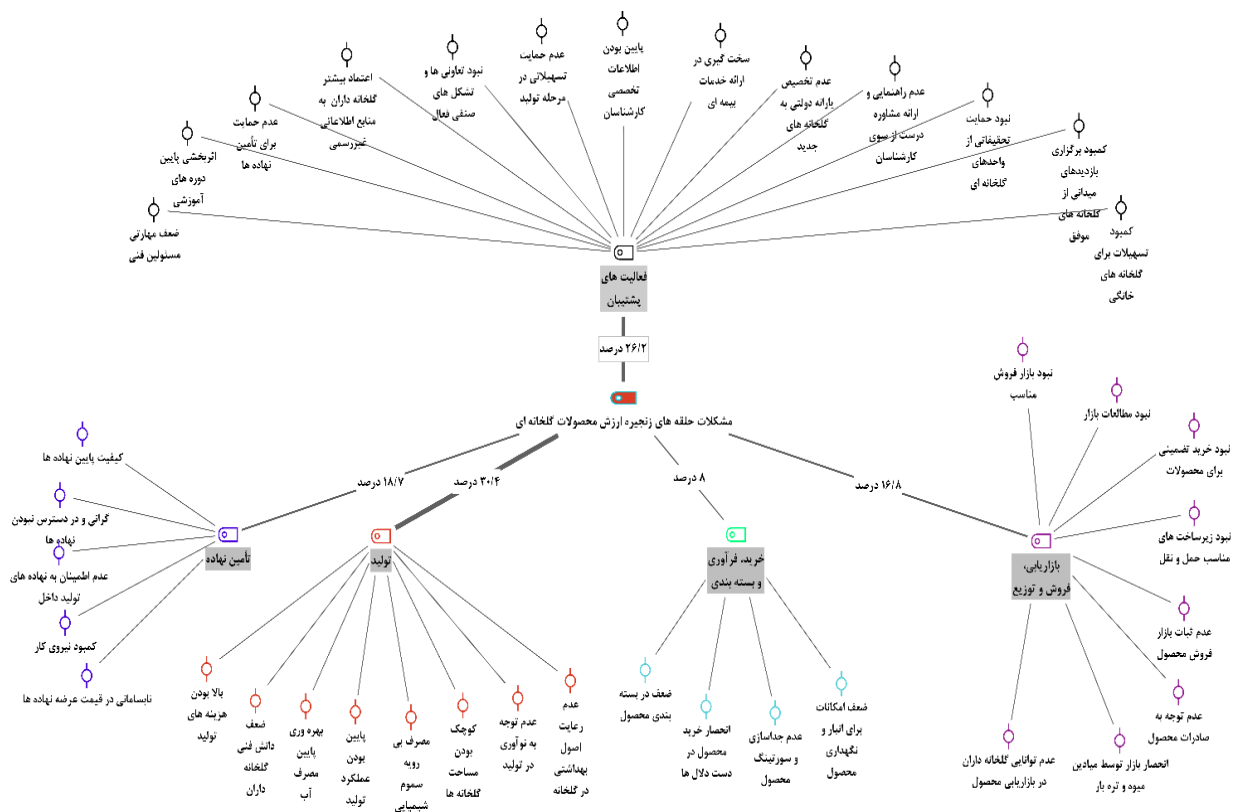 سخت گیری در
ارائه خدمات
بیمه ای
پایین بودن
اطلاعات
تخصصی
کارشناسان
عدم حمایت
تسهیلاتی در
مرحله تولید
نبود تعاونی ها و
تشکل های
صنفی فعال
اعتماد بیشتر
گلخانه داران به
منابع اطلاعاتی
غیررسمی
عدم حمایت
برای تأمین
نهاده ها
اثربخشی پایین
دوره های
آموزشی
ضعف مهارتی
مسئولین فنی
عدم تخصیص
یارانه دولتی به
گلخانه های
جدید
عدم راهنمایی و
ارائه مشاوره
درست از سوی
کارشناسان
نبود حمایت
تحقیقاتی از
واحدهای
گلخانه ای
کمبود برگزاری
بازدیدهای
میدانی از
گلخانه های
موفق
کمبود
تسهیلات برای
گلخانه های
خانگی
فعالیت های
پشتیبان
۲۶/۲ درصد
مشکلات حلقه های زنجیره ارزش محصولات گلخانه ای
۱۶/۸ درصد
۸ درصد
۳۰/۴ درصد
۱۸/۷ درصد
نبود بازار فروش
مناسب
نبود مطالعات بازار
نبود خرید تضمینی
برای محصولات
نبود زیرساخت های
مناسب حمل و نقل
بازاریابی،
فروش و توزیع
عدم ثبات بازار
فروش محصول
عدم توجه به
صادرات محصول
انحصار بازار توسط میادین
میوه و تره بار
عدم توانایی گلخانه داران
در بازاریابی محصول
خرید، فرآوری
و بسته بندی
ضعف امکانات
برای انبار و
نگهداری
محصول
عدم جداسازی
و سورتینگ
محصول
انحصار خرید
محصول در
دست دلال ها
ضعف در بسته
بندی محصول
تولید
عدم
رعایت
اصول
بهداشتی
در گلخانه
عدم توجه
به نوآوری
در تولید
کوچک
بودن
مساحت
گلخانه ها
مصرف بی
رویه
سموم
شیمیایی
پایین
بودن
عملکرد
تولید
بهره وری
پایین
مصرف
آب
ضعف
دانش فنی
گلخانه
داران
بالا بودن
هزینه های
تولید
تأمین نهاده
کیفیت پایین نهاده ها
گرانی و در دسترس نبودن
نهاده ها
عدم اطمینان به نهاده های
تولید داخل
کمبود نیروی کار
نابسامانی در قیمت عرضه نهاده ها